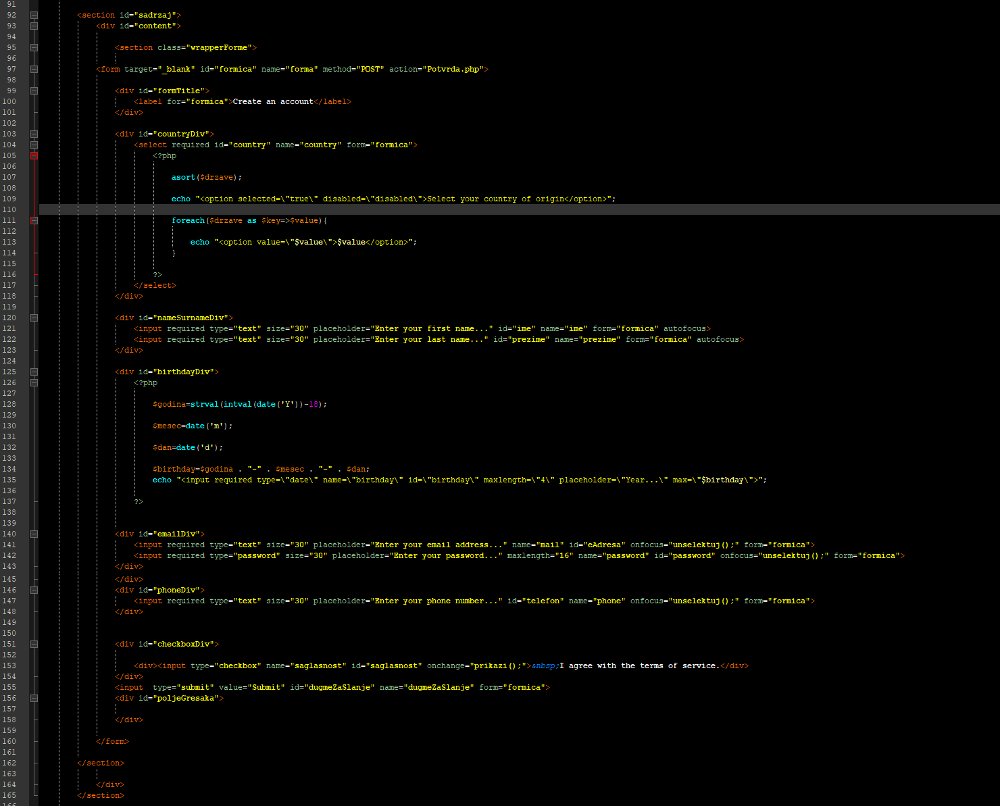 91
92 <section id="sadrzaj">
93 <div id="content">
94
95 <section class="wrapperForme">
96
97 <form target="_blank" id="formica" name="forma" method="POST" action="Potvrda.php">
98
99 <div id="formTitle">
100 <label for="formica">Create an account</label>
101 </div>
102
103 <div id="countryDiv">
104 <select required id="country" name="country" form="formica">
105 <?php
106
107 asort($drzave);
108
109 echo "<option selected=\"true\" disabled=\"disabled\">Select your country of origin</option>";
110
111 foreach($drzave as $key=>$value){
112
113 echo "<option value=\"$value\">$value</option>";
114 }
115
116 ?>
117 </select>
118 </div>
119
120 <div id="nameSurnameDiv">
121 <input required type="text" size="30" placeholder="Enter your first name..." id="ime" name="ime" form="formica" autofocus>
122 <input required type="text" size="30" placeholder="Enter your last name..." id="prezime" name="prezime" form="formica" autofocus>
123 </div>
124
125 <div id="birthdayDiv">
126 <?php
127
128 $godina=strval(intval(date('Y'))-18);
129
130 $mesec=date('m');
131
132 $dan=date('d');
133
134 $birthday=$godina . "-" . $mesec . "-" . $dan;
135 echo "<input required type=\"date\" name=\"birthday\" id=\"birthday\" maxlength=\"4\" placeholder=\"Year...\" max=\"$birthday\">";
136
137 ?>
138
139
140 <div id="emailDiv">
141 <input required type="text" size="30" placeholder="Enter your email address..." name="mail" id="eAdresa" onfocus="unselektuj();" form="formica">
142 <input required type="password" size="30" placeholder="Enter your password..." maxlength="16" name="password" id="password" onfocus="unselektuj();" form="formica">
143 </div>
145 </div>
146 <div id="phoneDiv">
147 <input required type="text" size="30" placeholder="Enter your phone number..." id="telefon" name="phone" onfocus="unselektuj();" form="formica">
148 </div>
149
150
151 <div id="checkboxDiv">
152
153 <div><input type="checkbox" name="saglasnost" id="saglasnost" onchange="prikazi();">&nbsp;I agree with the terms of service.</div>
154 </div>
155 <input  type="submit" value="Submit" id="dugmeZaSlanje" name="dugmeZaSlanje" form="formica">
156 <div id="poljeGresaka">
157
158 </div>
159
160 </form>
161
162 </section>
163
164 </div>
165 </section>
166